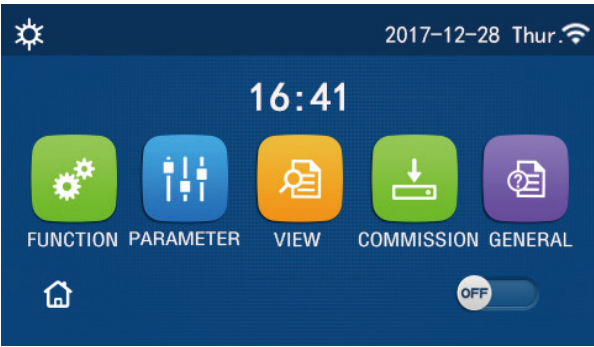 2017-12-28 Thur.
16:41
FUNCTION PARAMETER VIEW COMMISSION GENERAL
OFF